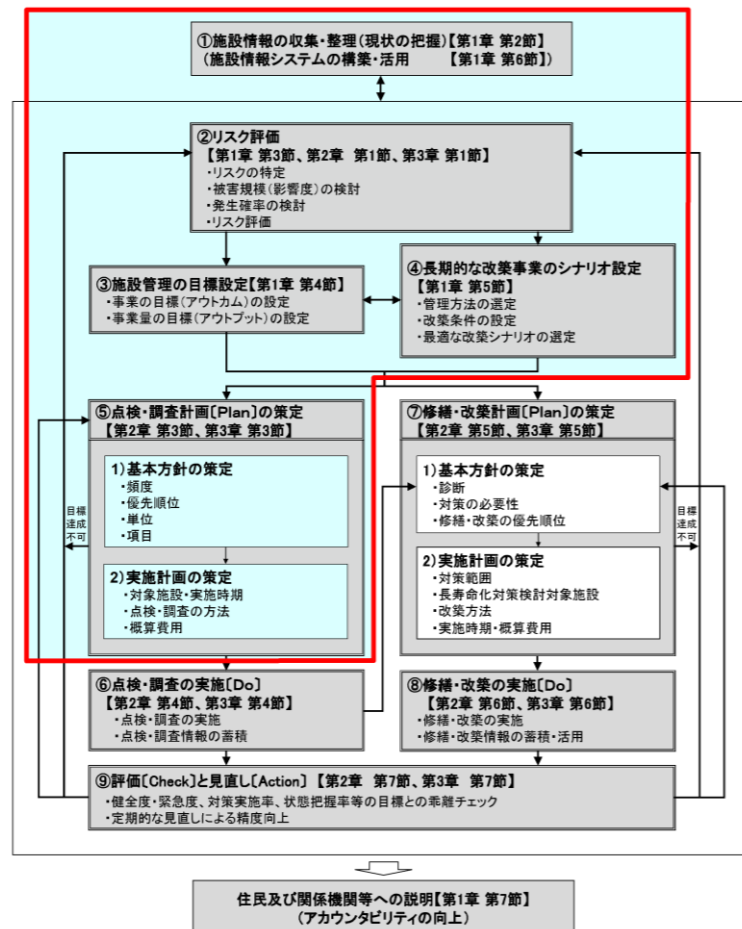 ①施設情報の収集・整理(現状の把握)【第1章 第2節】
(施設情報システムの構築・活用　　【第1章 第6節】)
②リスク評価
【第1章 第3節、第2章　第1節、第3章 第1節】
・リスクの特定
・被害規模(影響度)の検討
・発生確率の検討
・リスク評価
③施設管理の目標設定【第1章 第4節】
・事業の目標(アウトカム)の設定
・事業量の目標(アウトプット)の設定
④長期的な改築事業のシナリオ設定
【第1章 第5節】
・管理方法の選定
・改築条件の設定
・最適な改築シナリオの選定
⑤点検・調査計画〔Plan〕の策定
【第2章 第3節、第3章 第3節】
1)基本方針の策定
・頻度
・優先順位
・単位
・項目
2)実施計画の策定
・対象施設・実施時期
・点検・調査の方法
・概算費用
目標
達成
不可
⑦修繕・改築計画〔Plan〕の策定
【第2章 第5節、第3章 第5節】
1)基本方針の策定
・診断
・対策の必要性
・修繕・改築の優先順位
2)実施計画の策定
・対策範囲
・長寿命化対策検討対象施設
・改築方法
・実施時期・概算費用
目標
達成
不可
⑥点検・調査の実施〔Do〕
【第2章 第4節、第3章 第4節】
・点検・調査の実施
・点検・調査情報の蓄積
⑧修繕・改築の実施〔Do〕
【第2章 第6節、第3章 第6節】
・修繕・改築の実施
・修繕・改築情報の蓄積・活用
⑨評価〔Check〕と見直し〔Action〕【第2章　第7節、第3章　第7節】
・健全度・緊急度、対策実施率、状態把握率等の目標との乖離チェック
・定期的な見直しによる精度向上
住民及び関係機関等への説明【第1章 第7節】
(アカウンタビリティの向上)